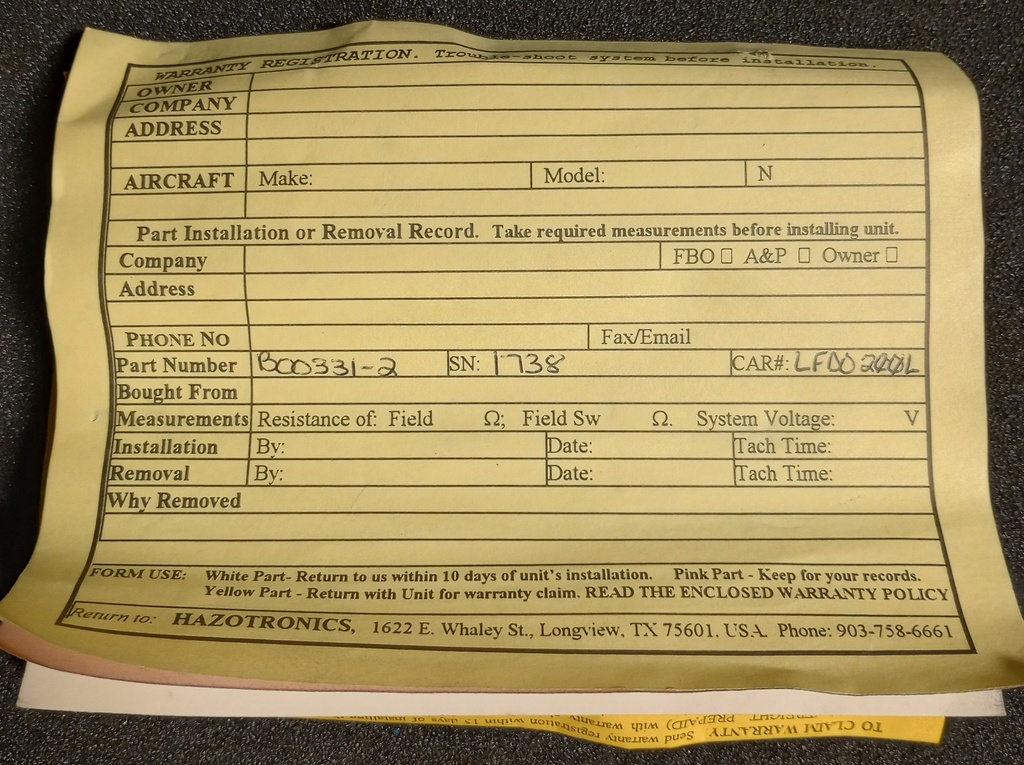 WARRANTY REGISTRATION. Trouble-shoot system before installation.
OWNER
COMPANY
ADDRESS
AIRCRAFT Make: Model: N
Part Installation or Removal Record. Take required measurements before installing unit.
Company FBO □ A&P □ Owner □
Address
PHONE NO Fax/Email
Part Number B00331-2 SN: 1738 CAR#:
Bought From
Measurements Resistance of: Field Ω; Field Sw Ω. System Voltage: V
Installation By: Date: Tach Time:
Removal By: Date: Tach Time:
Why Removed
FORM USE: White Part- Return to us within 10 days of unit's installation. Pink Part - Keep for your records.
Yellow Part - Return with Unit for warranty claim. READ THE ENCLOSED WARRANTY POLICY
Return to: HAZOTRONICS, 1622 E. Whaley St., Longview, TX 75601. USA. Phone: 903-758-6661
TO CLAIM WARRANTY. Send warranty registration within 15 days of
PREPAID) with warranty